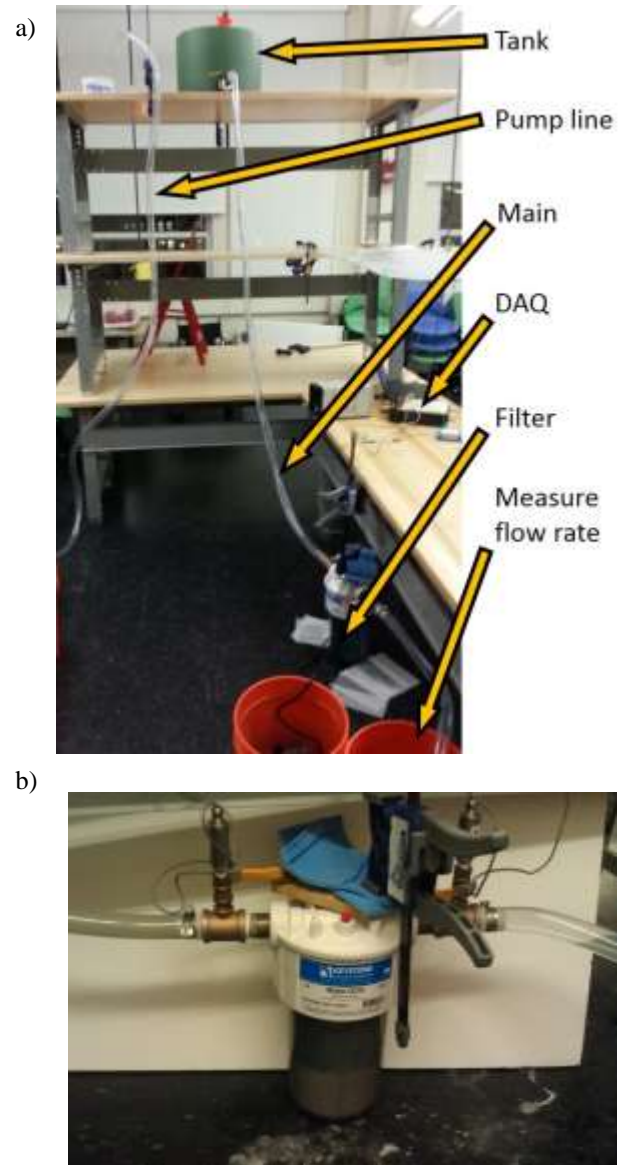 a)
Tank
Pump line
Main
DAQ
Filter
Measure
flow rate
b)